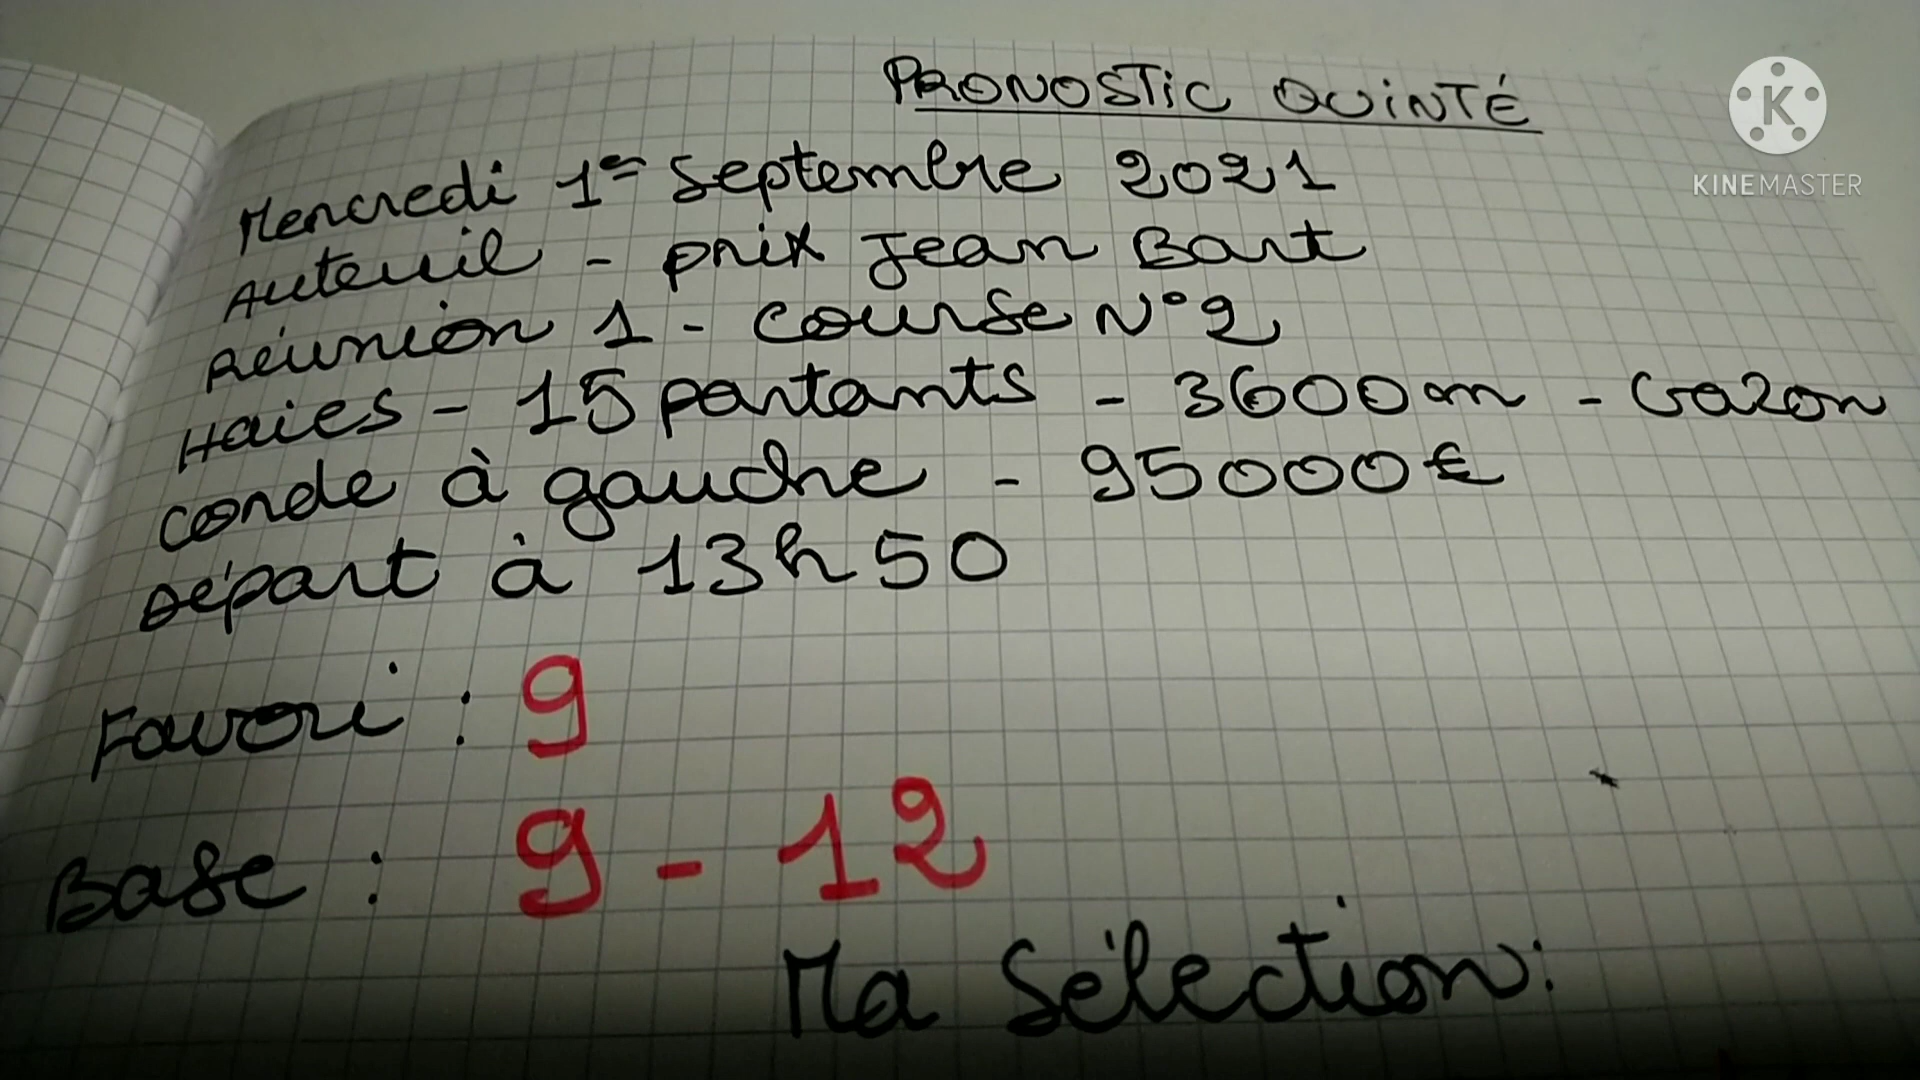 PRONOSTIC QUINTÉ
Mercredi 1er Septembre 2021
Auteuil - prix Jean Bart
Réunion 1 - course N°2
Haies - 15 partants - 3600m - Gazon
corde à gauche - 95000€
Départ à 13h50
Favori : 9
Base : 9 - 12
Ma Sélection:
K
KINEMASTER